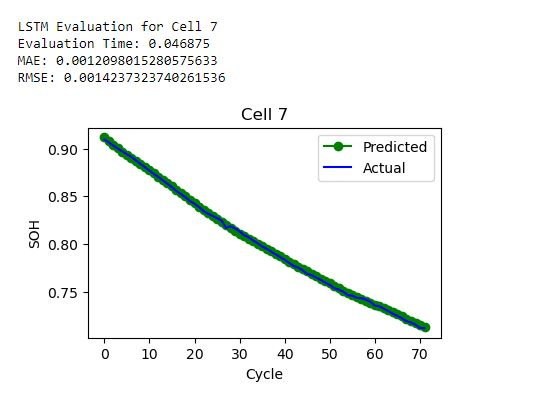 LSTM Evaluation for Cell 7
Evaluation Time: 0.046875
MAE: 0.0012098015280575633
RMSE: 0.0014237323740261536
Cell 7
Predicted
Actual
0.90
0.85
0.80
0.75
SOH
0 10 20 30 40 50 60 70
Cycle